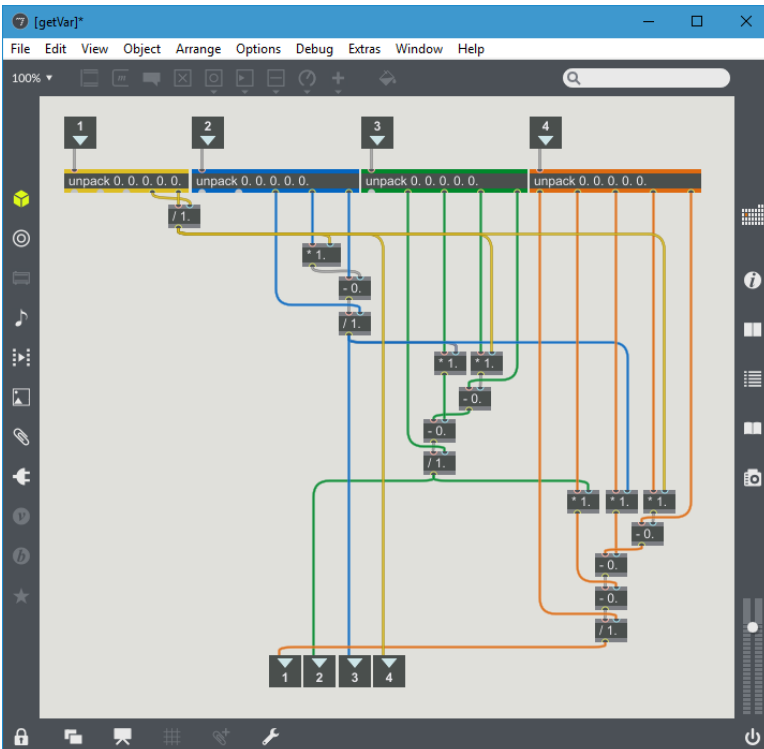 [getVar]*
File Edit View Object Arrange Options Debug Extras Window Help
100%
1 2 3 4
unpack 0. 0. 0. 0. 0. unpack 0. 0. 0. 0. 0. unpack 0. 0. 0. 0. 0. unpack 0. 0. 0. 0. 0.
/ 1.
* 1.
- 0.
/ 1.
* 1. * 1.
- 0.
- 0.
/ 1.
* 1. * 1. * 1.
- 0.
- 0.
- 0.
/ 1.
1 2 3 4